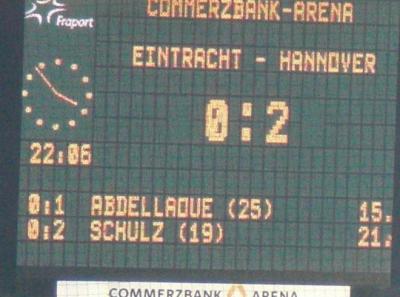 Fraport
COMMERZBANK-ARENA
EINTRACHT - HANNOVER
0:2
22:06
0:1 ABDELLAOUE (25) 15.
0:2 SCHULZ (19) 21.
COMMERZBANK ARENA